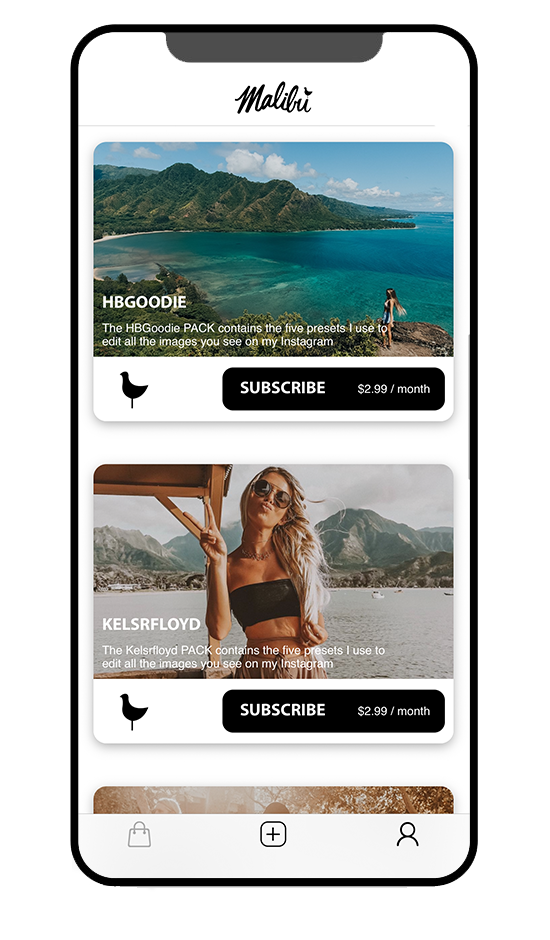 Malibu
HBGOODIE
The HBGoodie PACK contains the five presets I use to
edit all the images you see on my Instagram
SUBSCRIBE $2.99 / month
KELSRFLOYD
The Kelsrfloyd PACK contains the five presets I use to
edit all the images you see on my Instagram
SUBSCRIBE $2.99 / month